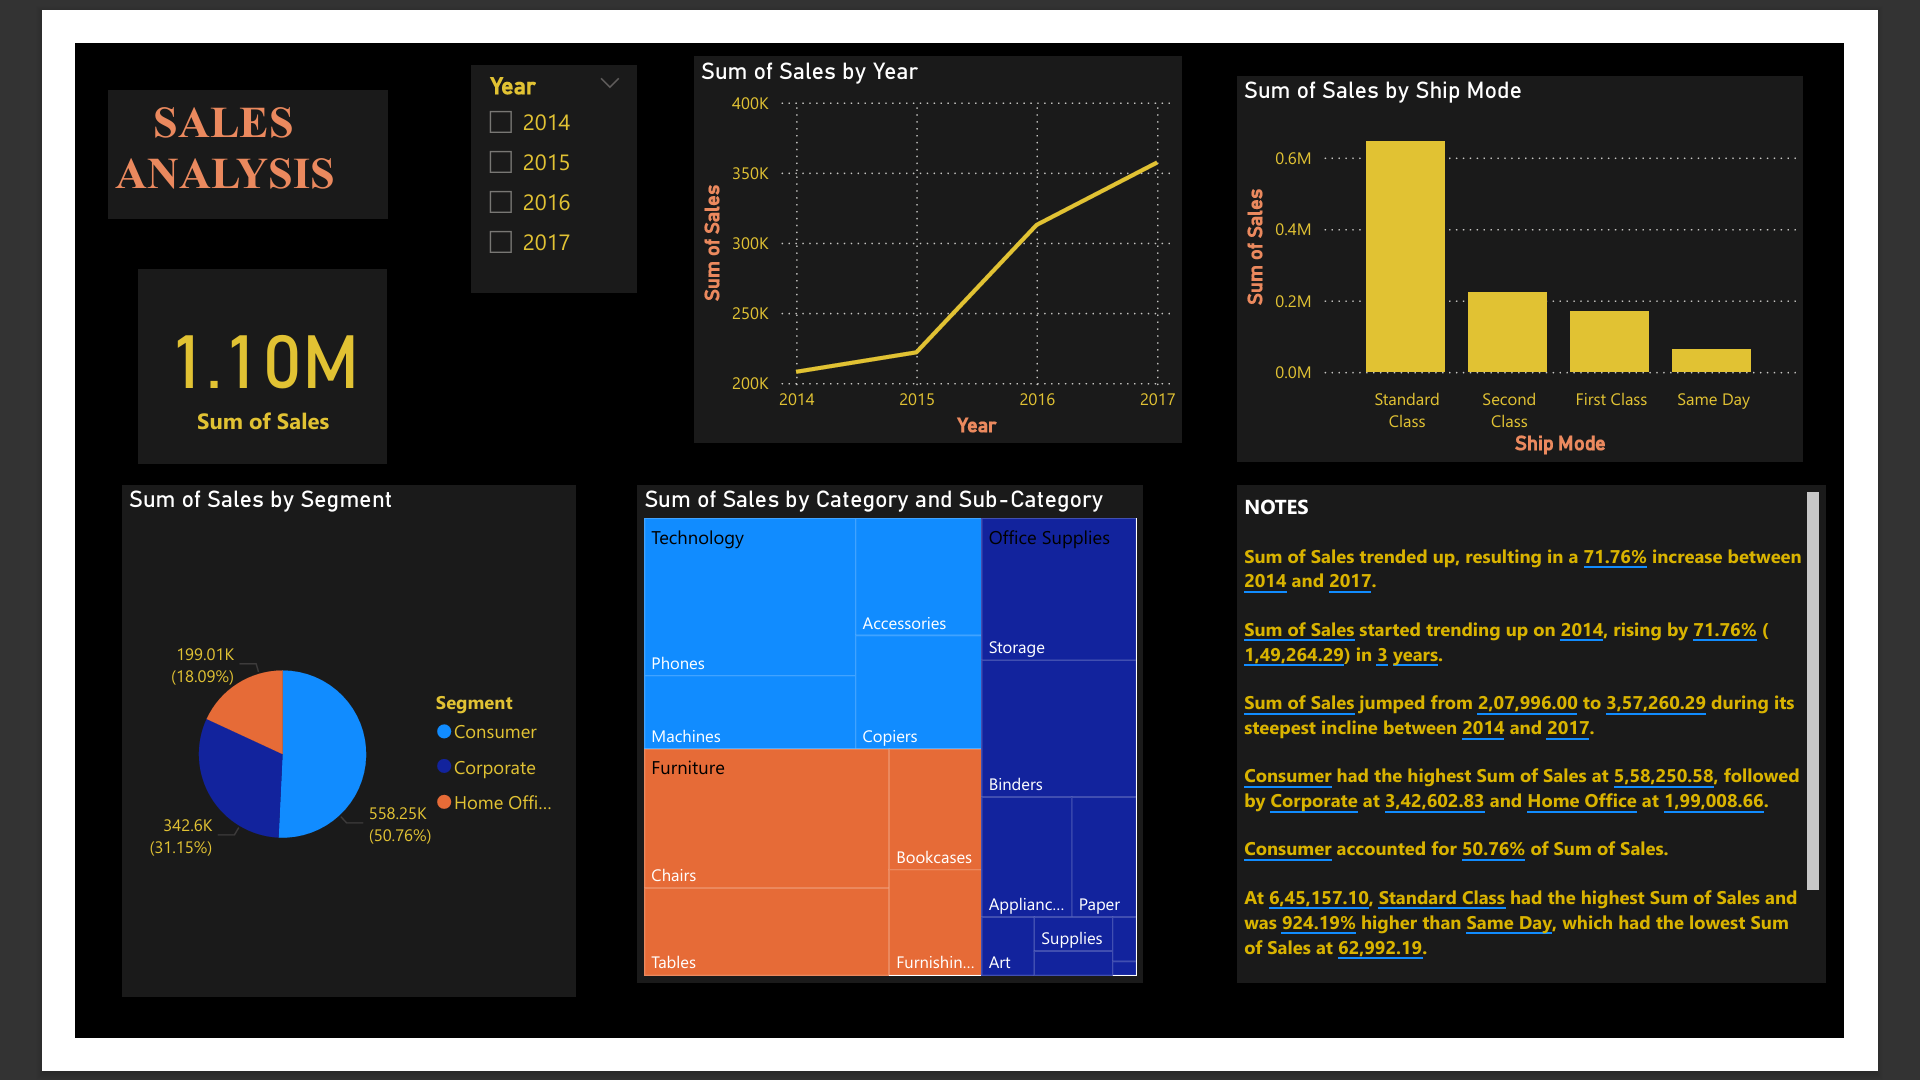 SALES
ANALYSIS
Year
2014
2015
2016
2017
1.10M
Sum of Sales
Sum of Sales by Year
400K
350K
300K
250K
200K
Sum of Sales
2014 2015 2016 2017
Year
Sum of Sales by Ship Mode
0.6M
0.4M
0.2M
0.0M
Sum of Sales
Standard Class
Second Class
First Class
Same Day
Ship Mode
Sum of Sales by Segment
199.01K
(18.09%)
342.6K
(31.15%)
558.25K
(50.76%)
Segment
Consumer
Corporate
Home Offi...
Sum of Sales by Category and Sub-Category
Technology
Phones
Machines
Accessories
Copiers
Furniture
Chairs
Tables
Bookcases
Furnishin...
Office Supplies
Storage
Binders
Applianc...
Paper
Art
Supplies
NOTES
Sum of Sales trended up, resulting in a 71.76% increase between
2014 and 2017.
Sum of Sales started trending up on 2014, rising by 71.76% (
1,49,264.29) in 3 years.
Sum of Sales jumped from 2,07,996.00 to 3,57,260.29 during its
steepest incline between 2014 and 2017.
Consumer had the highest Sum of Sales at 5,58,250.58, followed
by Corporate at 3,42,602.83 and Home Office at 1,99,008.66.
Consumer accounted for 50.76% of Sum of Sales.
At 6,45,157.10, Standard Class had the highest Sum of Sales and
was 924.19% higher than Same Day, which had the lowest Sum
of Sales at 62,992.19.